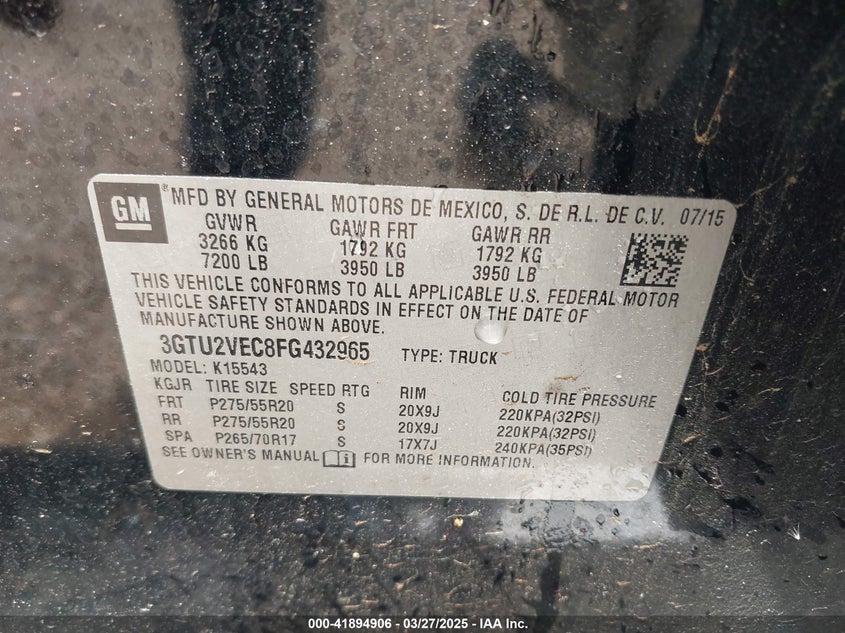 GM ® MFD BY GENERAL MOTORS DE MEXICO, S. DE R.L. DE C.V. 07/15
GVWR GAWR FRT GAWR RR
3266 KG 1792 KG 1792 KG
7200 LB 3950 LB 3950 LB
THIS VEHICLE CONFORMS TO ALL APPLICABLE U.S. FEDERAL MOTOR
VEHICLE SAFETY STANDARDS IN EFFECT ON THE DATE OF
MANUFACTURE SHOWN ABOVE.
3GTU2VEC8FG432965 TYPE: TRUCK
MODEL: K15543
KGJR TIRE SIZE SPEED RTG RIM COLD TIRE PRESSURE
FRT P275/55R20 S 20X9J 220KPA(32PSI)
RR P275/55R20 S 20X9J 220KPA(32PSI)
SPA P265/70R17 S 17X7J 240KPA(35PSI)
SEE OWNER'S MANUAL FOR MORE INFORMATION.
000-41894906 - 03/27/2025 - WWW.IAAI.COM